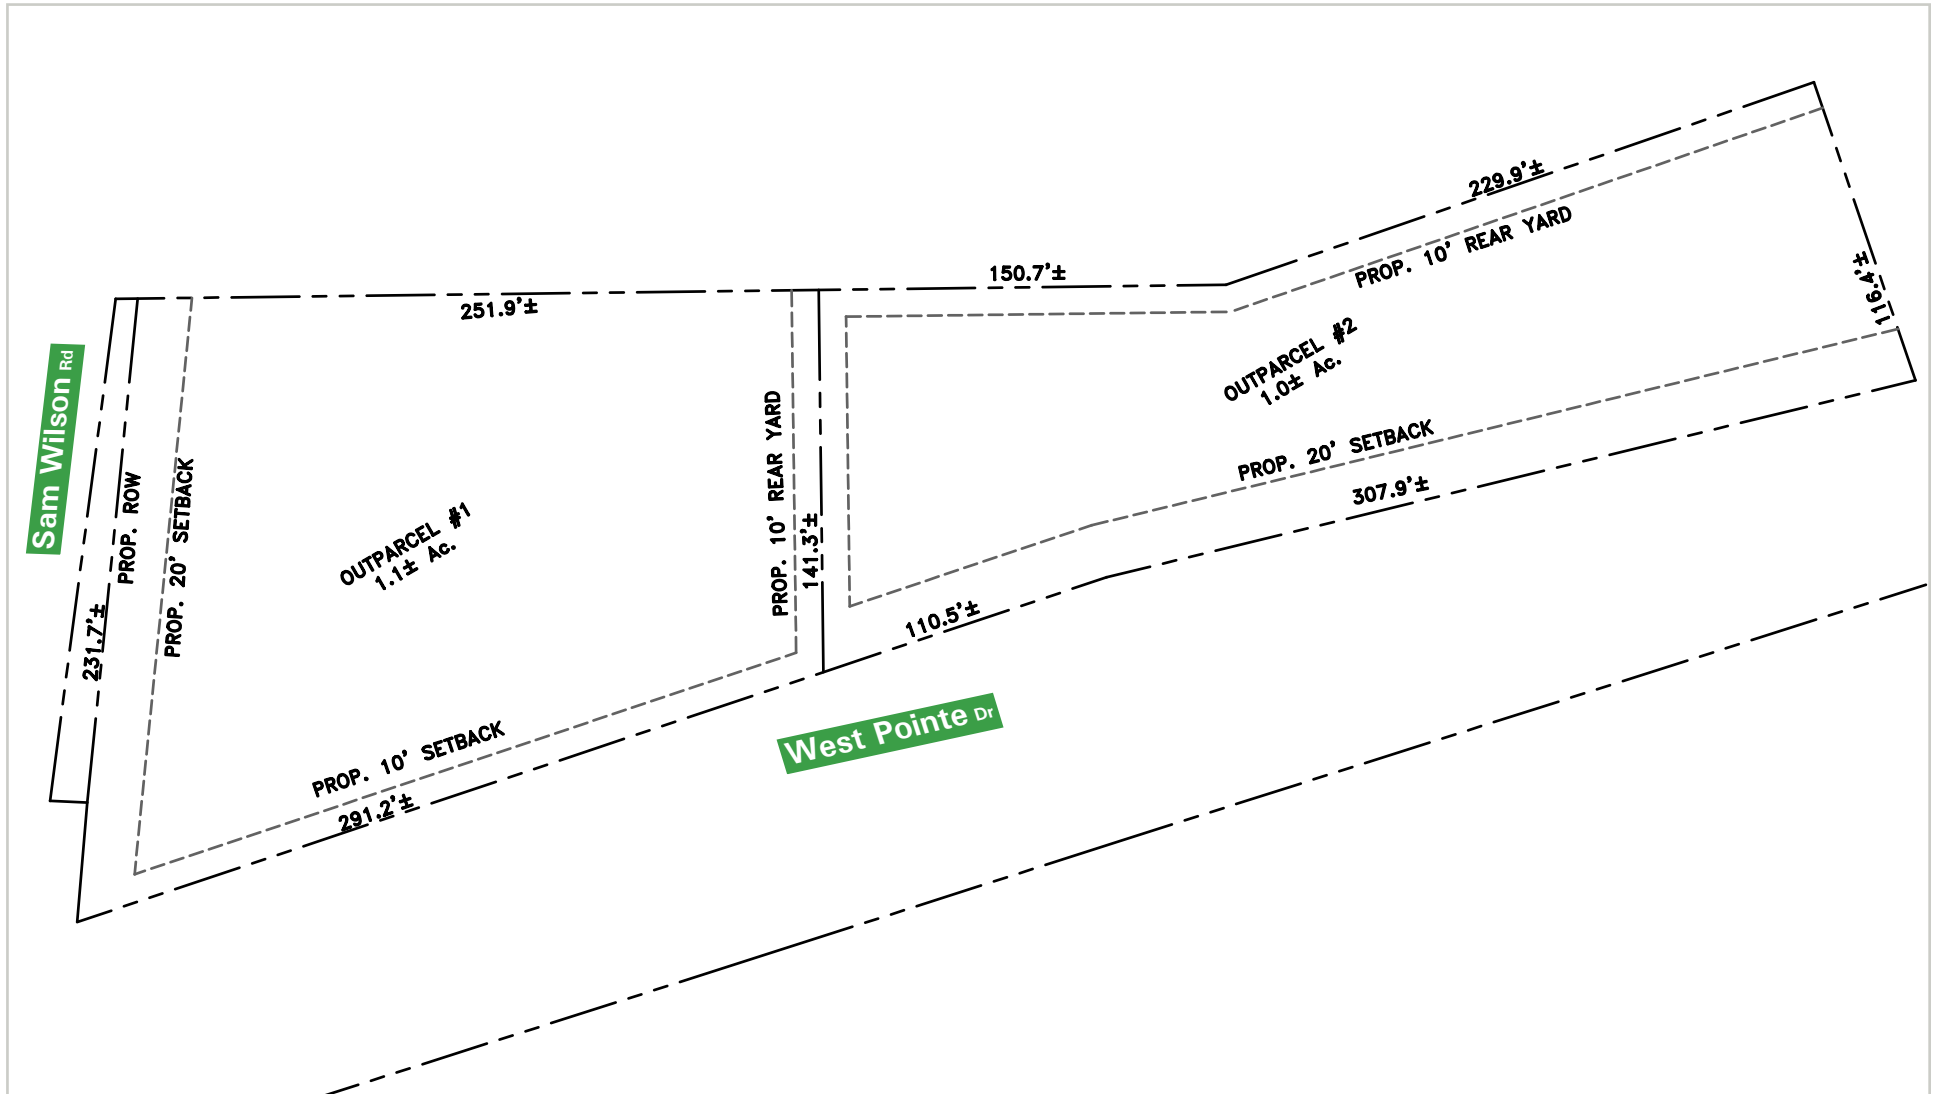 229.9'±
PROP. 10' REAR YARD
116.4'±
150.7'±
251.9'±
OUTPARCEL #2
1.0± Ac.
Sam Wilson Rd
PROP. ROW
PROP. 20' SETBACK
231.7'±
OUTPARCEL #1
1.1± Ac.
PROP. 10' REAR YARD
141.3'±
PROP. 20' SETBACK
307.9'±
110.5'±
West Pointe Dr
PROP. 10' SETBACK
291.2'±